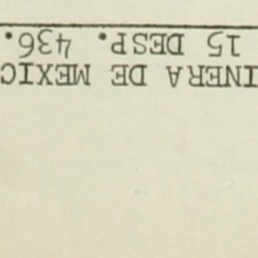 INERA DE MEXIC
15 DESP. 436.